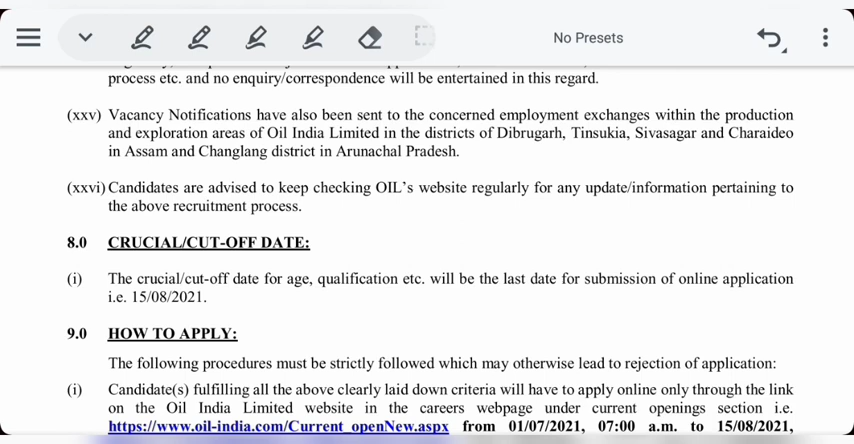 No Presets
process etc. and no enquiry/correspondence will be entertained in this regard.
(xxv) Vacancy Notifications have also been sent to the concerned employment exchanges within the production
and exploration areas of Oil India Limited in the districts of Dibrugarh, Tinsukia, Sivasagar and Charaideo
in Assam and Changlang district in Arunachal Pradesh.
(xxvi) Candidates are advised to keep checking OIL's website regularly for any update/information pertaining to
the above recruitment process.
8.0 CRUCIAL/CUT-OFF DATE:
(i) The crucial/cut-off date for age, qualification etc. will be the last date for submission of online application
i.e. 15/08/2021.
9.0 HOW TO APPLY:
The following procedures must be strictly followed which may otherwise lead to rejection of application:
(i) Candidate(s) fulfilling all the above clearly laid down criteria will have to apply online only through the link
on the Oil India Limited website in the careers webpage under current openings section i.e.
https://www.oil-india.com/Current_openNew.aspx from 01/07/2021, 07:00 a.m. to 15/08/2021,